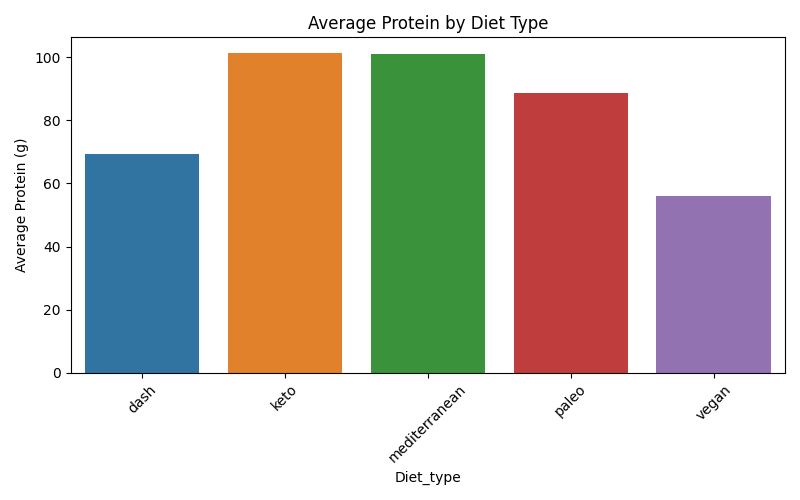 Average Protein by Diet Type
Average Protein (g)
100
80
60
40
20
0
dash
keto
mediterranean
paleo
vegan
Diet_type